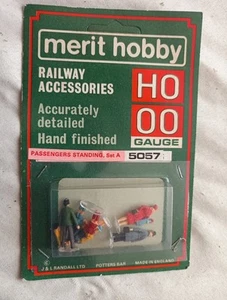 merit hobby
RAILWAY
ACCESSORIES
HO
OO
GAUGE
Accurately
detailed
Hand finished
PASSENGERS STANDING, Set A
5057
J & L RANDALL LTD
POTTERS BAR
MADE IN ENGLAND